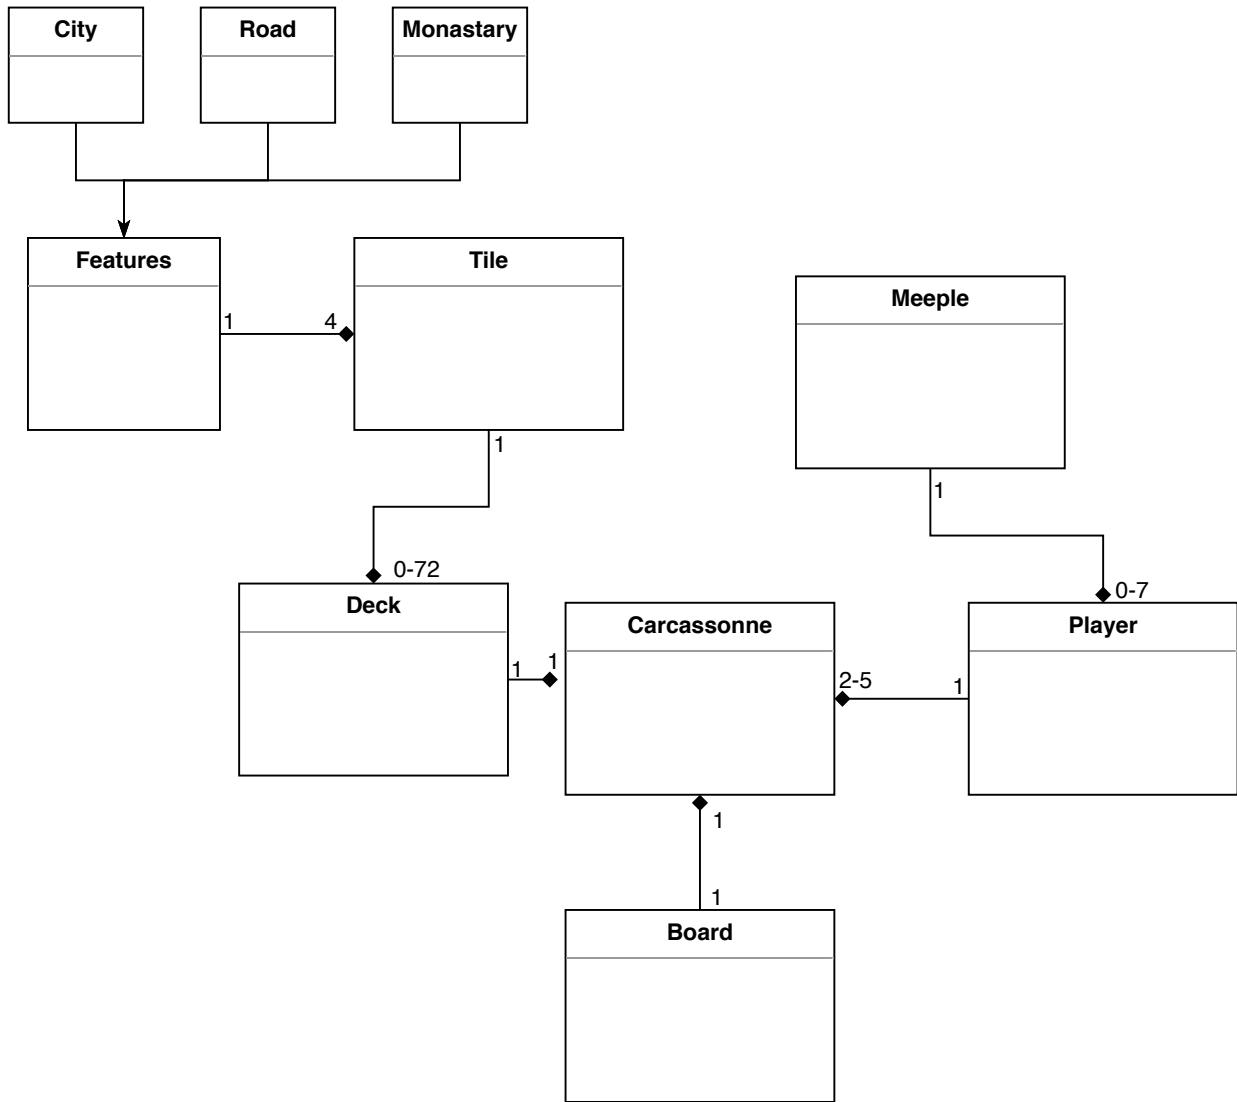 City
Road
Monastary
Features
Tile
1
4
Meeple
1
1
0-72
0-7
Deck
Carcassonne
Player
1
1
2-5
1
1
1
Board